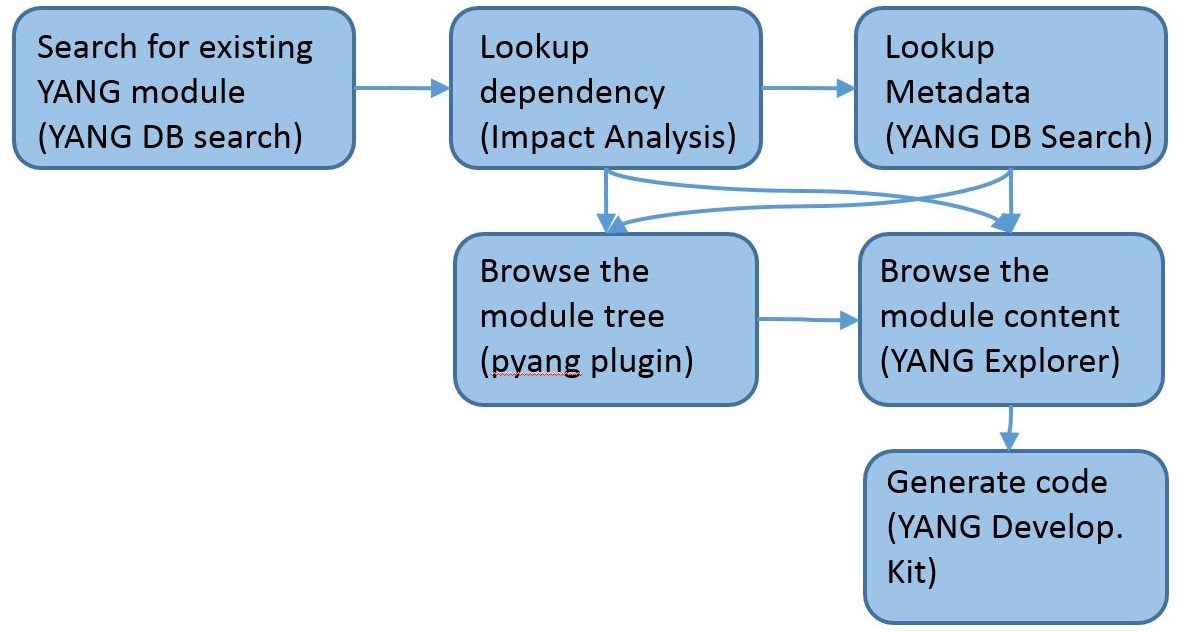 Search for existing
YANG module
(YANG DB search)
Lookup
dependency
(Impact Analysis)
Lookup
Metadata
(YANG DB Search)
Browse the
module tree
(pyang plugin)
Browse the
module content
(YANG Explorer)
Generate code
(YANG Develop.
Kit)